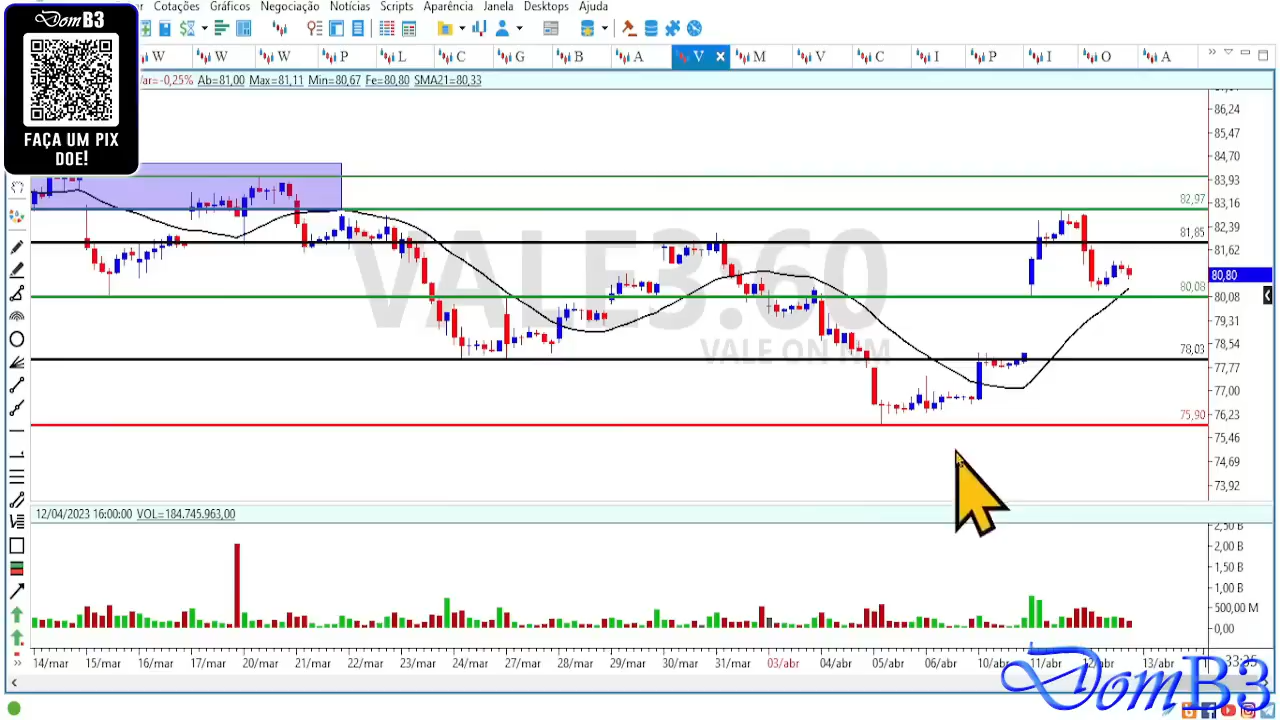 Cotações Gráficos Negociação Notícias Scripts Aparência Janela Desktops Ajuda
DomB3
FAÇA UM PIX
DOE!
W W W P L C G B A V M V C I P I O A
-0,25% Ab=81,00 Max=81,11 Min=80,67 Fe=80,80 SMA21=80,33
VALE3:60
VALE ON NM
82,97
81,85
80,08
78,03
75,90
86,24
85,47
84,70
83,93
83,16
82,39
81,62
80,80
80,08
79,31
78,54
77,77
77,00
76,23
75,46
74,69
73,92
12/04/2023 16:00:00 VOL=184.745.963,00
2,50 B
2,00 B
1,50 B
1,00 B
500,00 M
0,00
14/mar 15/mar 16/mar 17/mar 20/mar 21/mar 22/mar 23/mar 24/mar 27/mar 28/mar 29/mar 30/mar 31/mar 03/abr 04/abr 05/abr 06/abr 10/abr 11/abr 12/abr 13/abr
DomB3